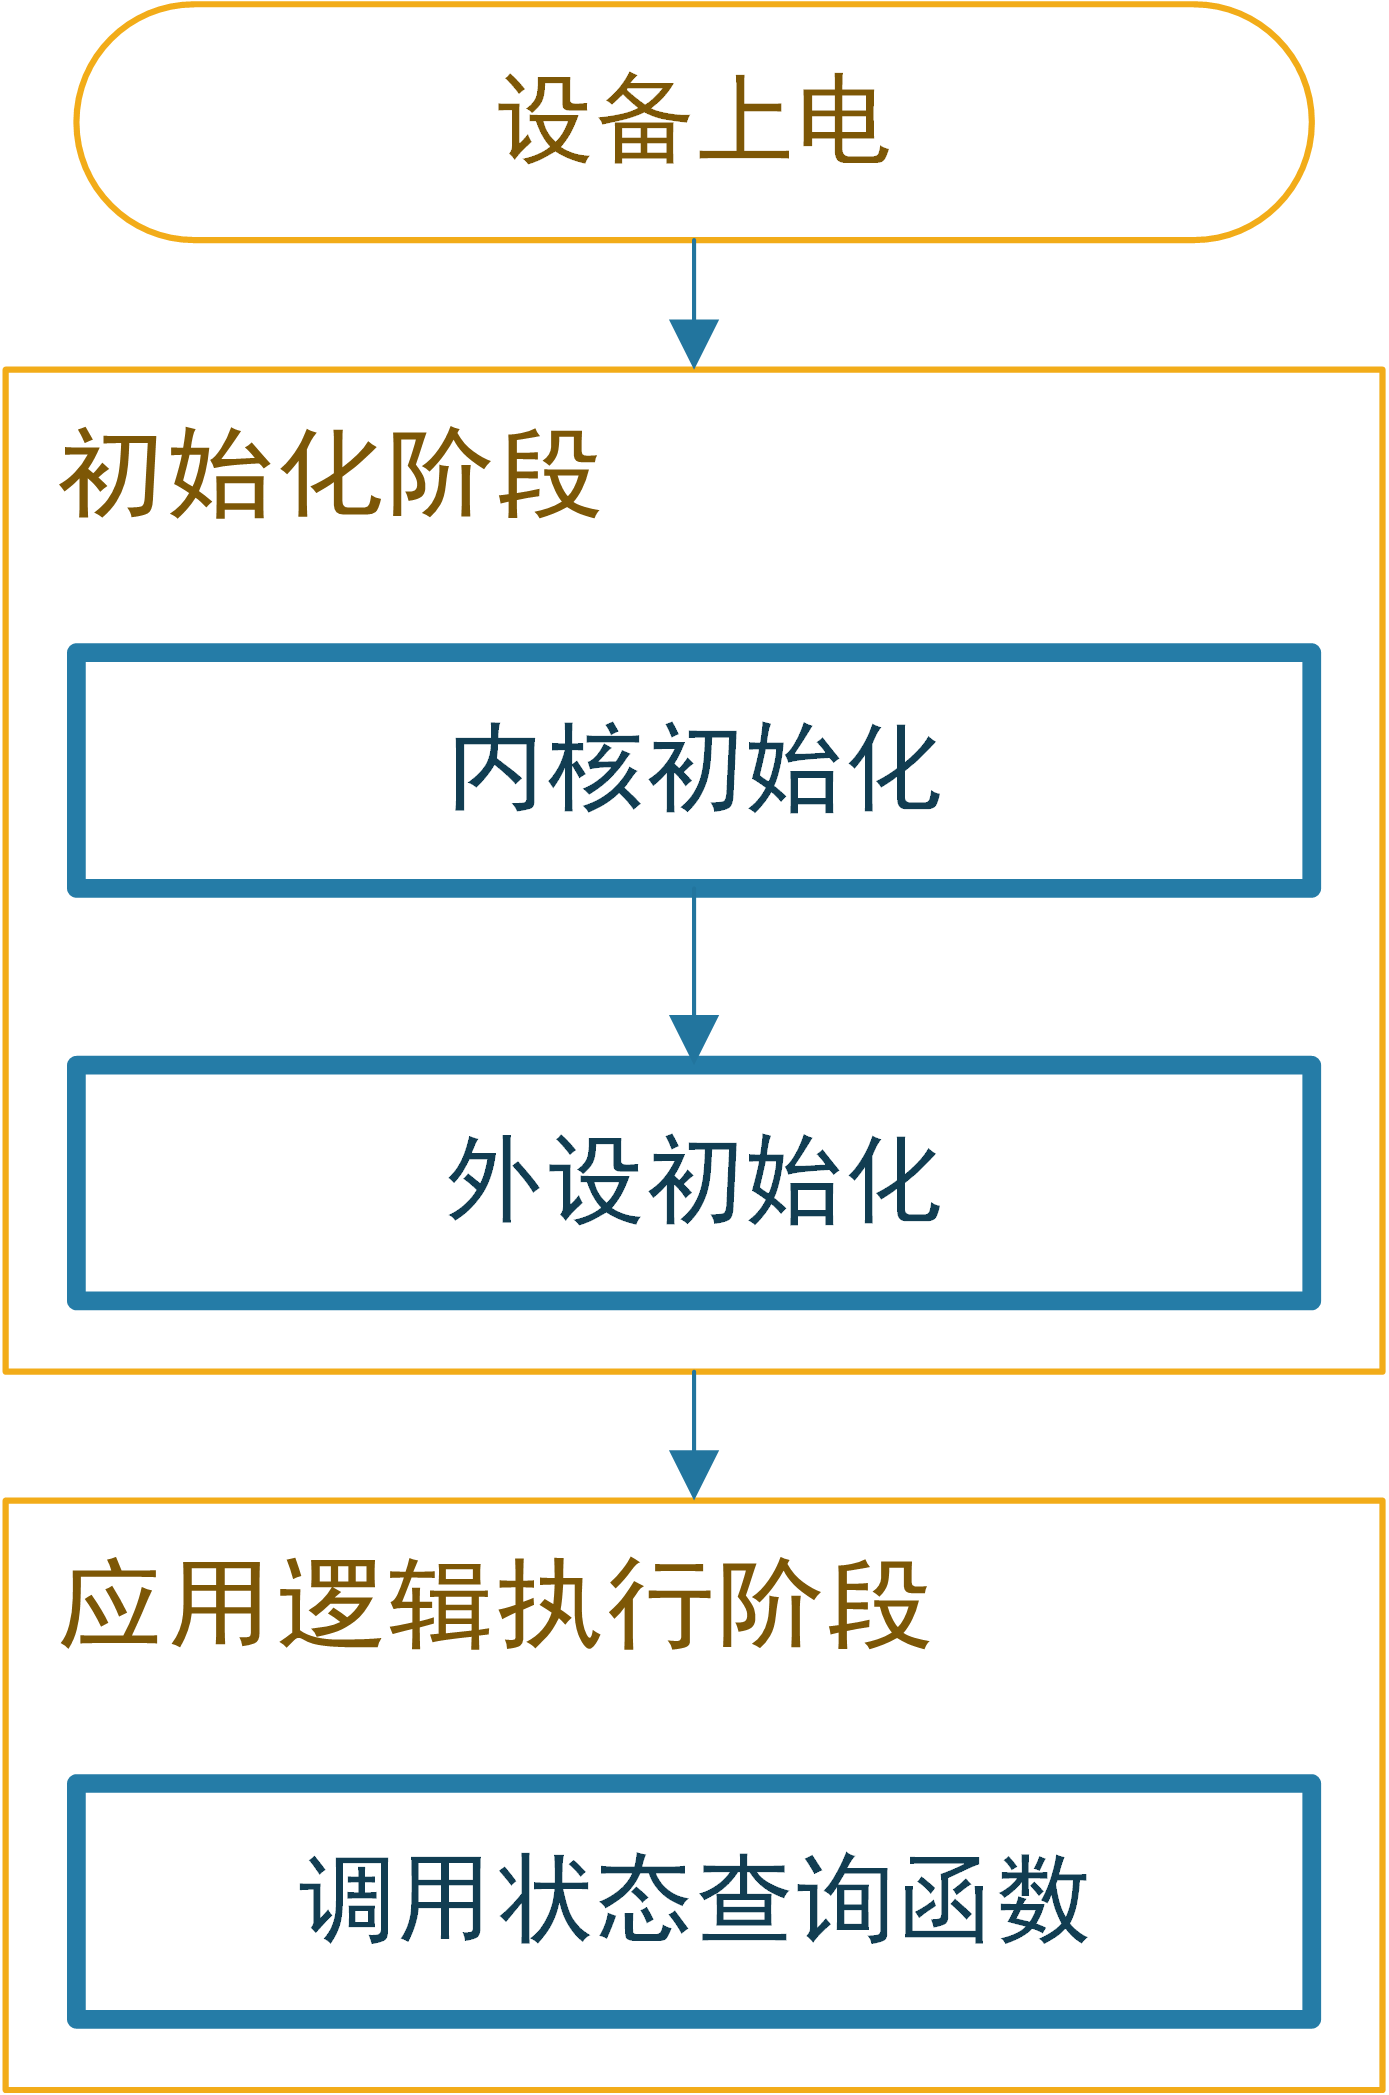 设备上电
初始化阶段
内核初始化
外设初始化
应用逻辑执行阶段
调用状态查询函数